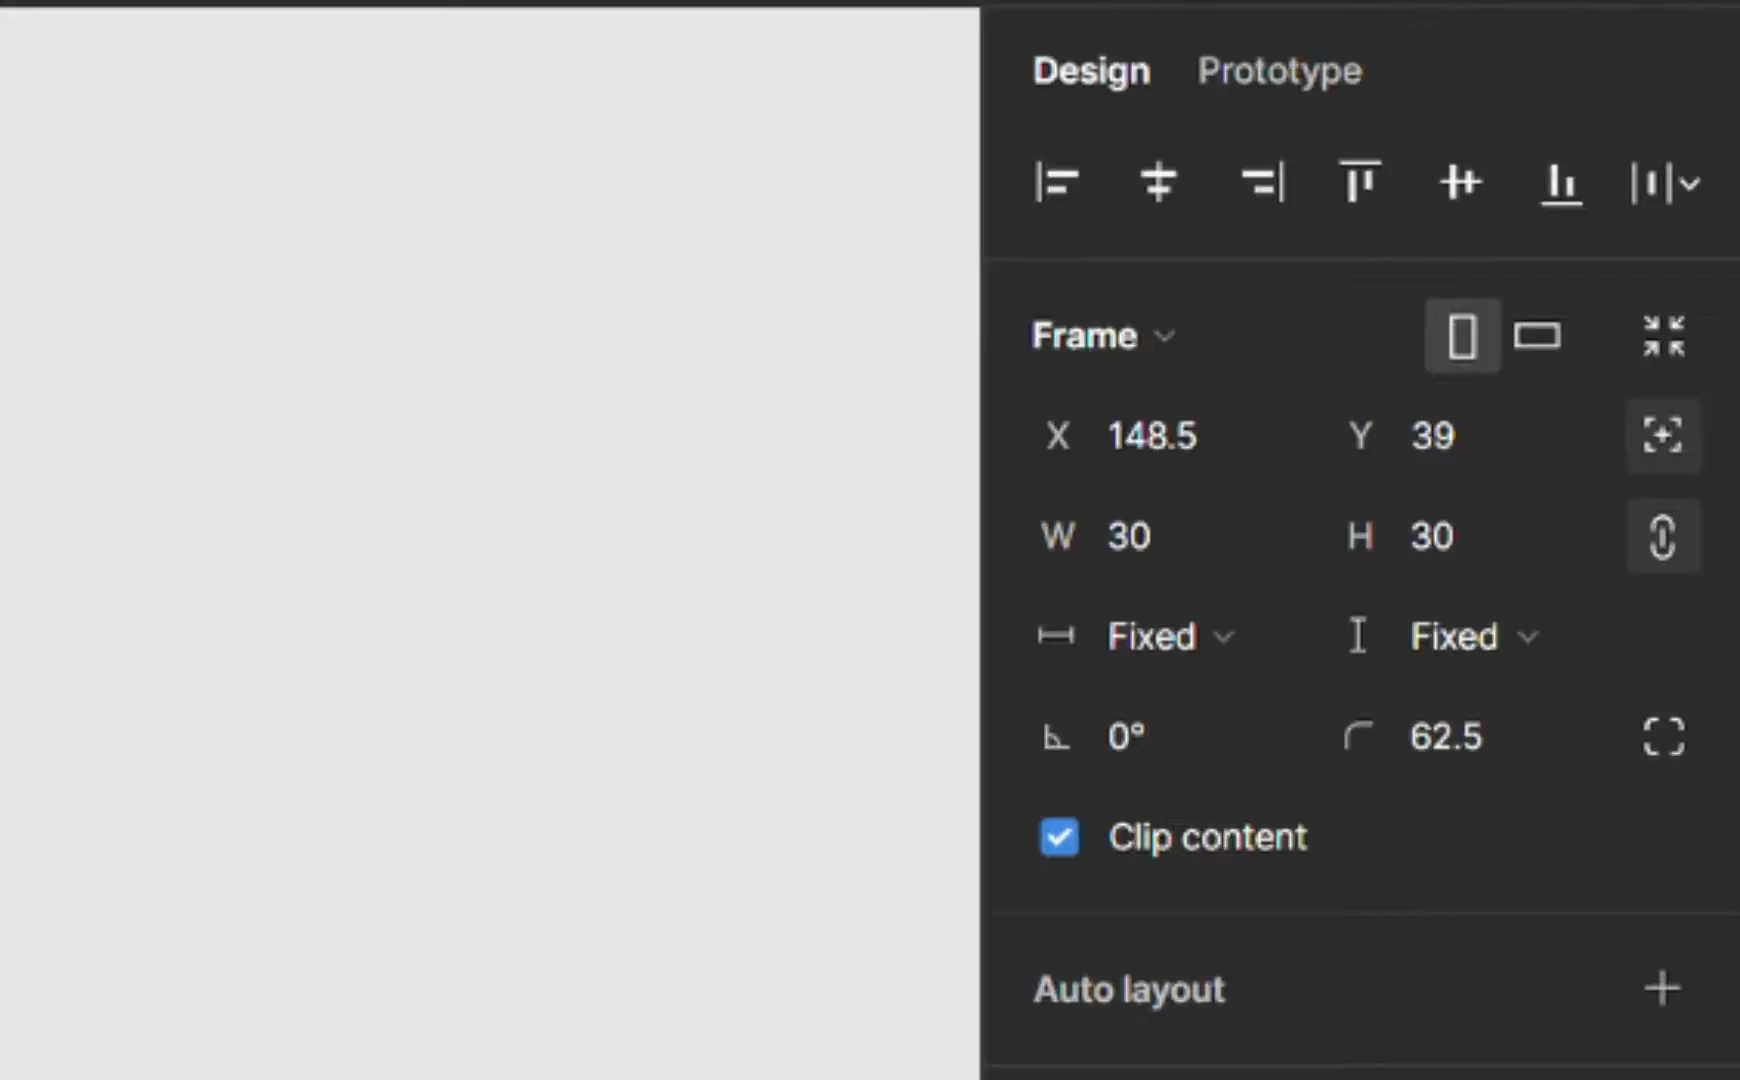 Design Prototype
Frame
X 148.5 Y 39
W 30 H 30
Fixed Fixed
0° 62.5
Clip content
Auto layout